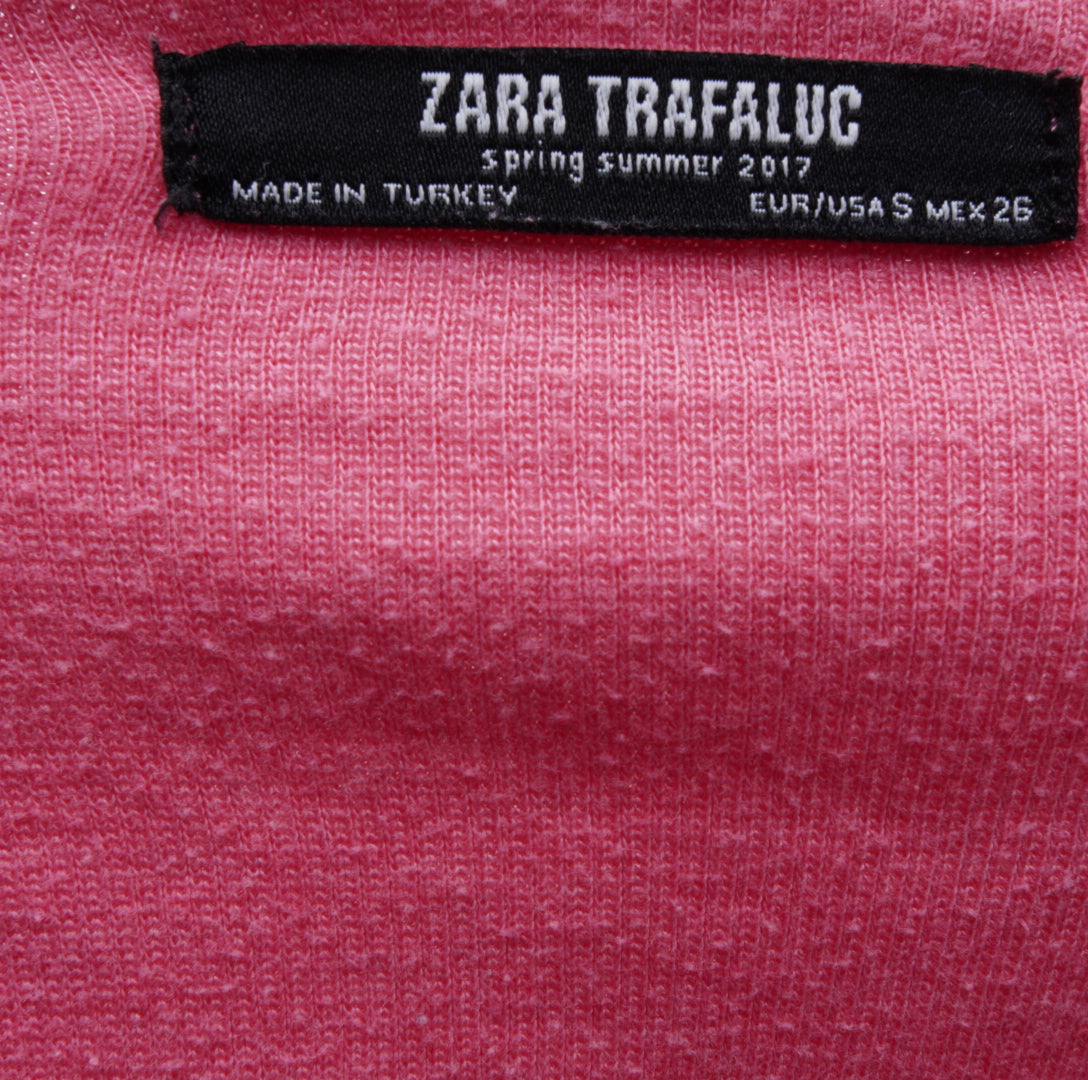 ZARA TRAFALUC
spring summer 2017
MADE IN TURKEY EUR/USA S MEX 26